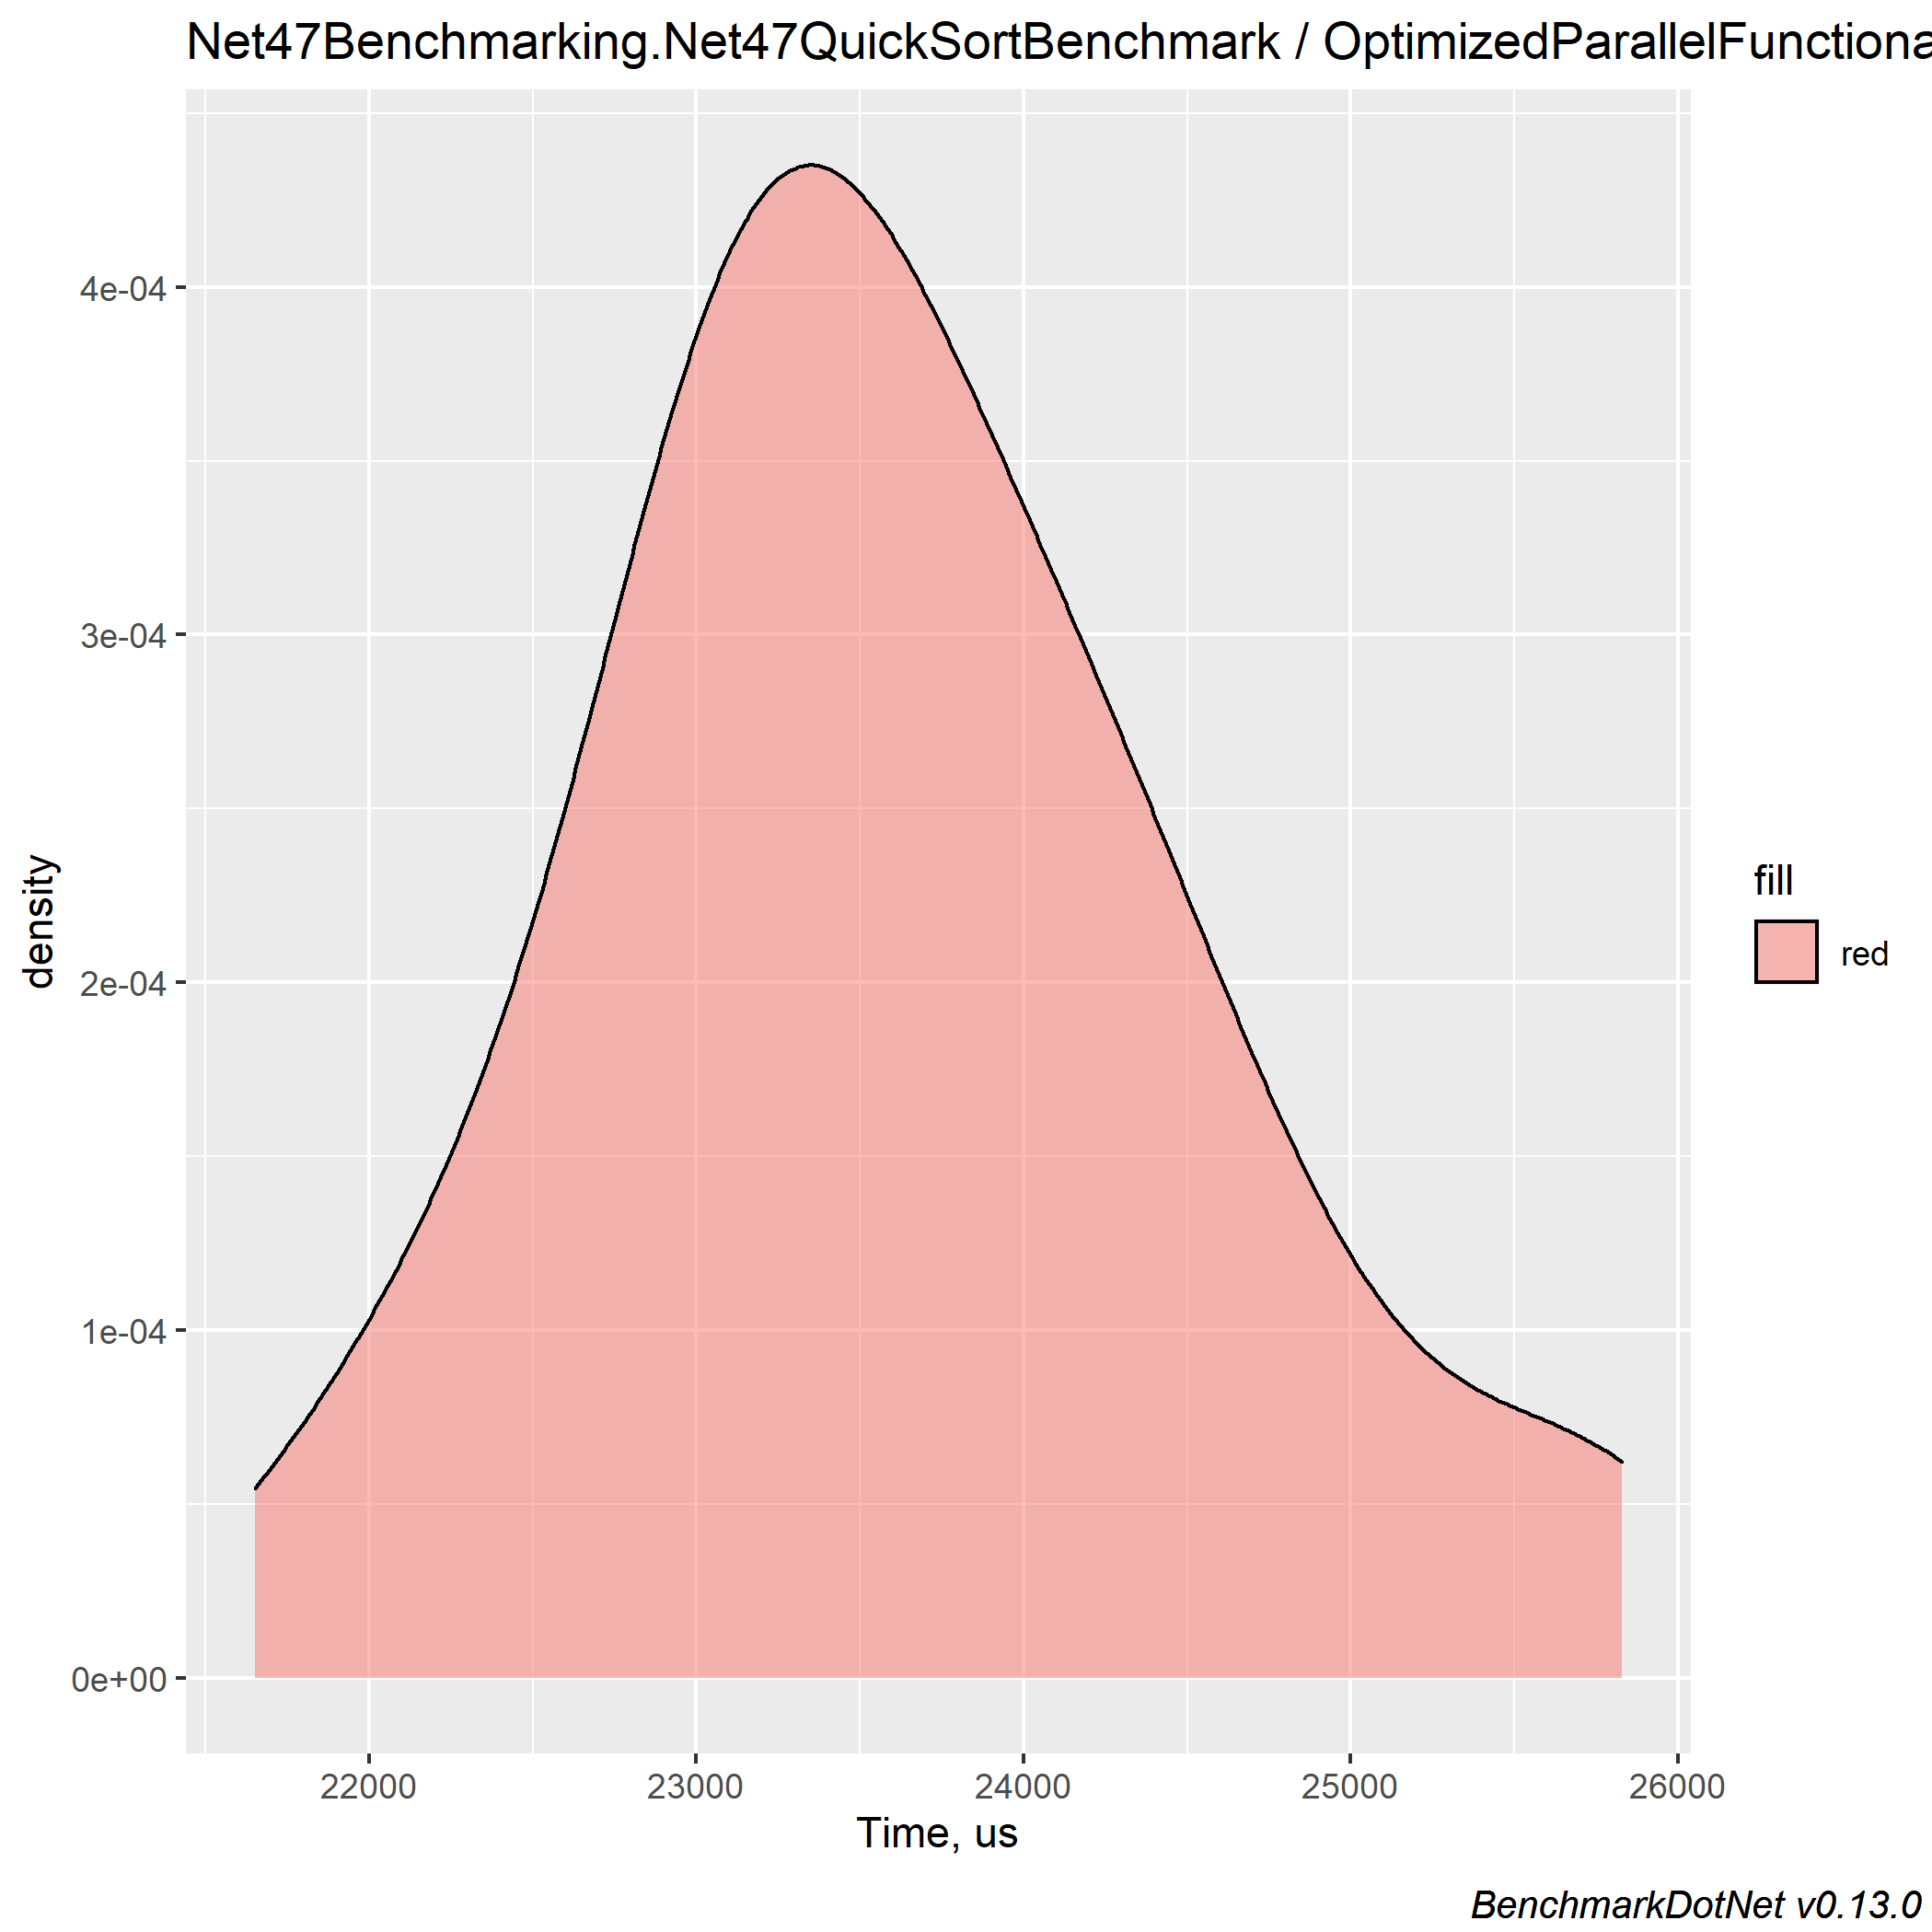 Net47Benchmarking.Net47QuickSortBenchmark / OptimizedParallelFunctiona
4e-04
3e-04
2e-04
1e-04
0e+00
density
22000 23000 24000 25000 26000
Time, us
fill
red
BenchmarkDotNet v0.13.0